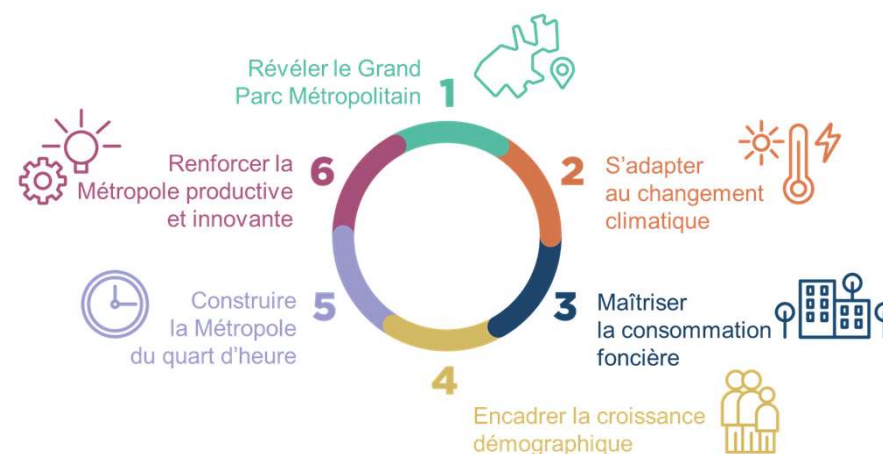 Révéler le Grand
Parc Métropolitain
1
2
S'adapter
au changement
climatique
3
Maîtriser
la consommation
foncière
4
Encadrer la croissance
démographique
5
Construire
la Métropole
du quart d'heure
6
Renforcer la
Métropole productive
et innovante